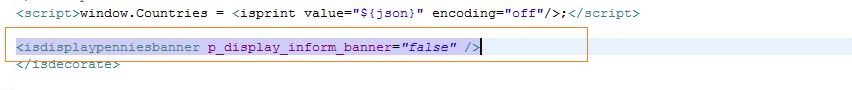 <script>window.Countries = <isprint value="${json}" encoding="off"/>;</script>
<isdisplaypenniesbanner p_display_inform_banner="false" />
</isdecorate>